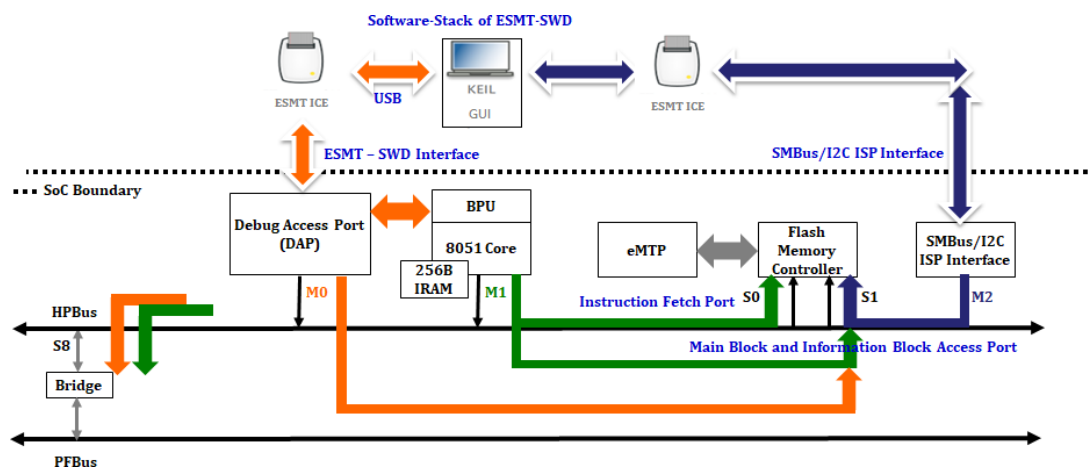 Software-Stack of ESMT-SWD
KEIL
GUI
ESMT ICE
USB
ESMT ICE
ESMT – SWD Interface
SMBus/I2C ISP Interface
SoC Boundary
Debug Access Port
(DAP)
BPU
8051 Core
256B
IRAM
eMTP
Flash
Memory
Controller
SMBus/I2C
ISP Interface
M0
M1
Instruction Fetch Port
S0
S1
M2
HPBus
S8
Main Block and Information Block Access Port
Bridge
PFBus